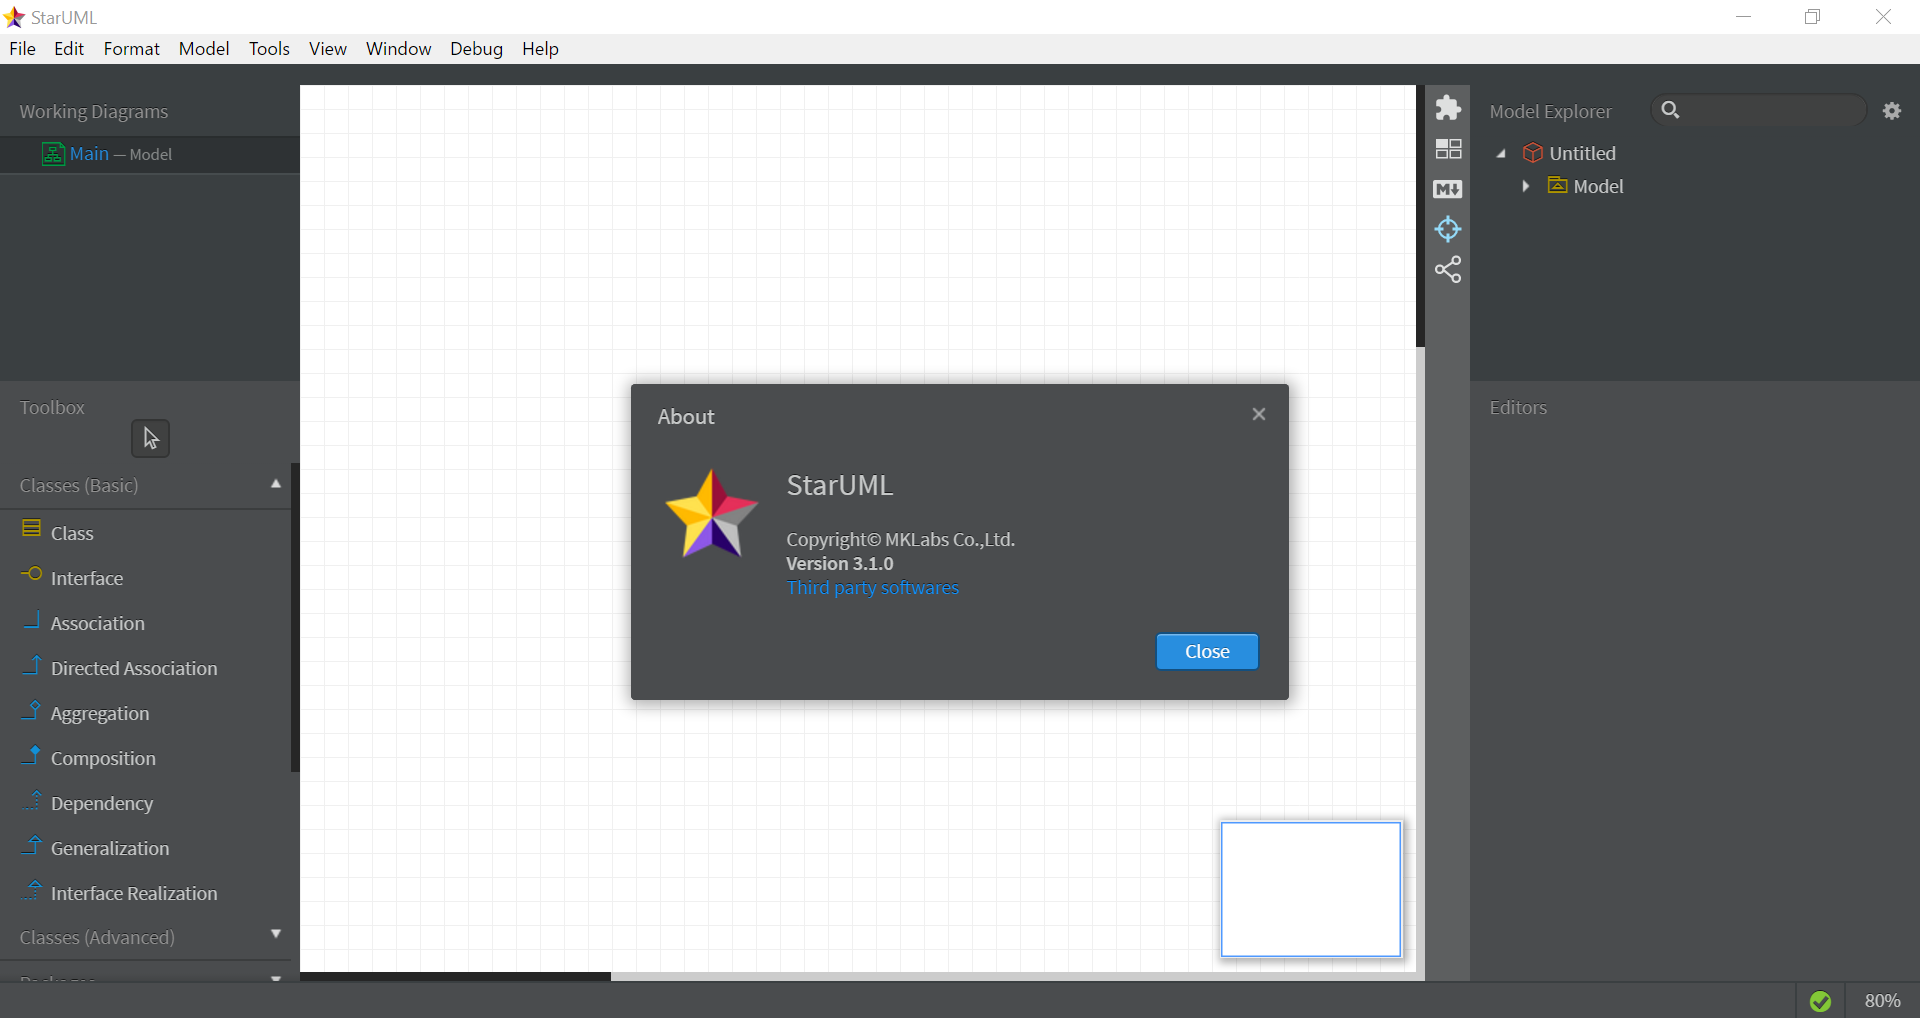 StarUML
File Edit Format Model Tools View Window Debug Help
Working Diagrams
Main — Model
Toolbox
Classes (Basic)
Class
Interface
Association
Directed Association
Aggregation
Composition
Dependency
Generalization
Interface Realization
Classes (Advanced)
About
StarUML
Copyright© MKLabs Co.,Ltd.
Version 3.1.0
Third party softwares
Close
M
Model Explorer
Untitled
Model
Editors
80%